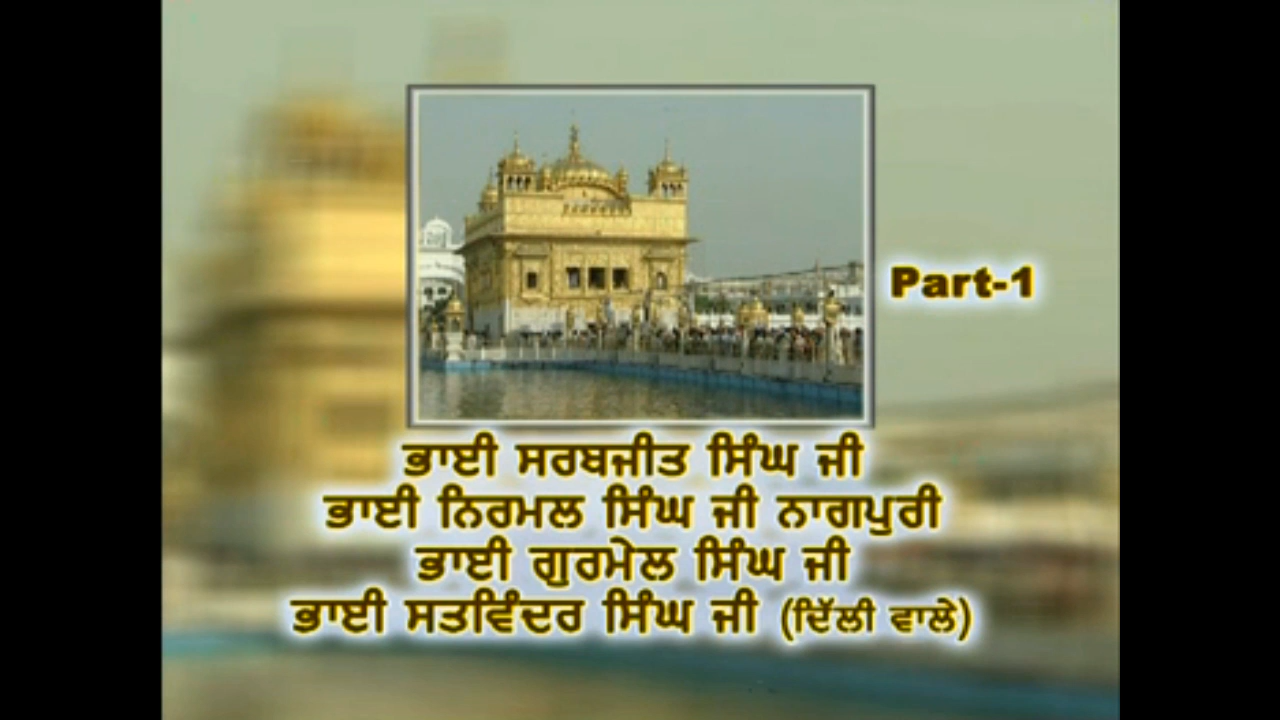 Part-1
ਭਾਈ ਸਰਬਜੀਤ ਸਿੰਘ ਜੀ
ਭਾਈ ਨਿਰਮਲ ਸਿੰਘ ਜੀ ਨਾਗਪੁਰੀ
ਭਾਈ ਗੁਰਮੇਲ ਸਿੰਘ ਜੀ
ਭਾਈ ਸਤਵਿੰਦਰ ਸਿੰਘ ਜੀ (ਦਿੱਲੀ ਵਾਲੇ)